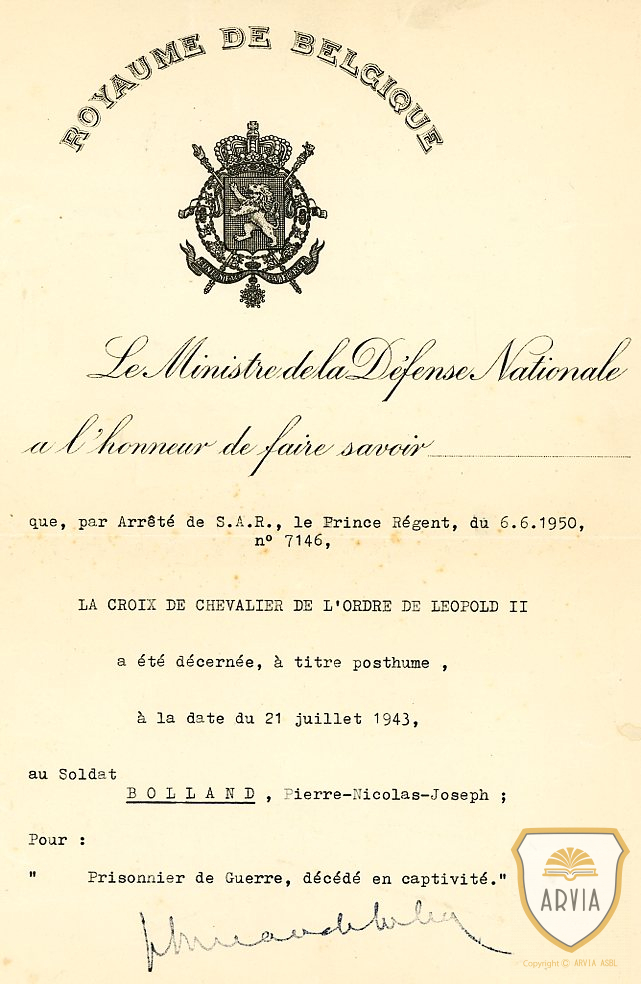 ROYAUME DE BELGIQUE
Le Ministre de la Défense Nationale
a l'honneur de faire savoir
que, par Arrêté de S.A.R., le Prince Régent, du 6.6.1950,
nº 7146,
LA CROIX DE CHEVALIER DE L'ORDRE DE LEOPOLD II
a été décernée, à titre posthume ,
à la date du 21 juillet 1943,
au Soldat
B O L L A N D , Pierre-Nicolas-Joseph ;
Pour :
" Prisonnier de Guerre, décédé en captivité."
ARVIA
Copyright © ARVIA ASBL